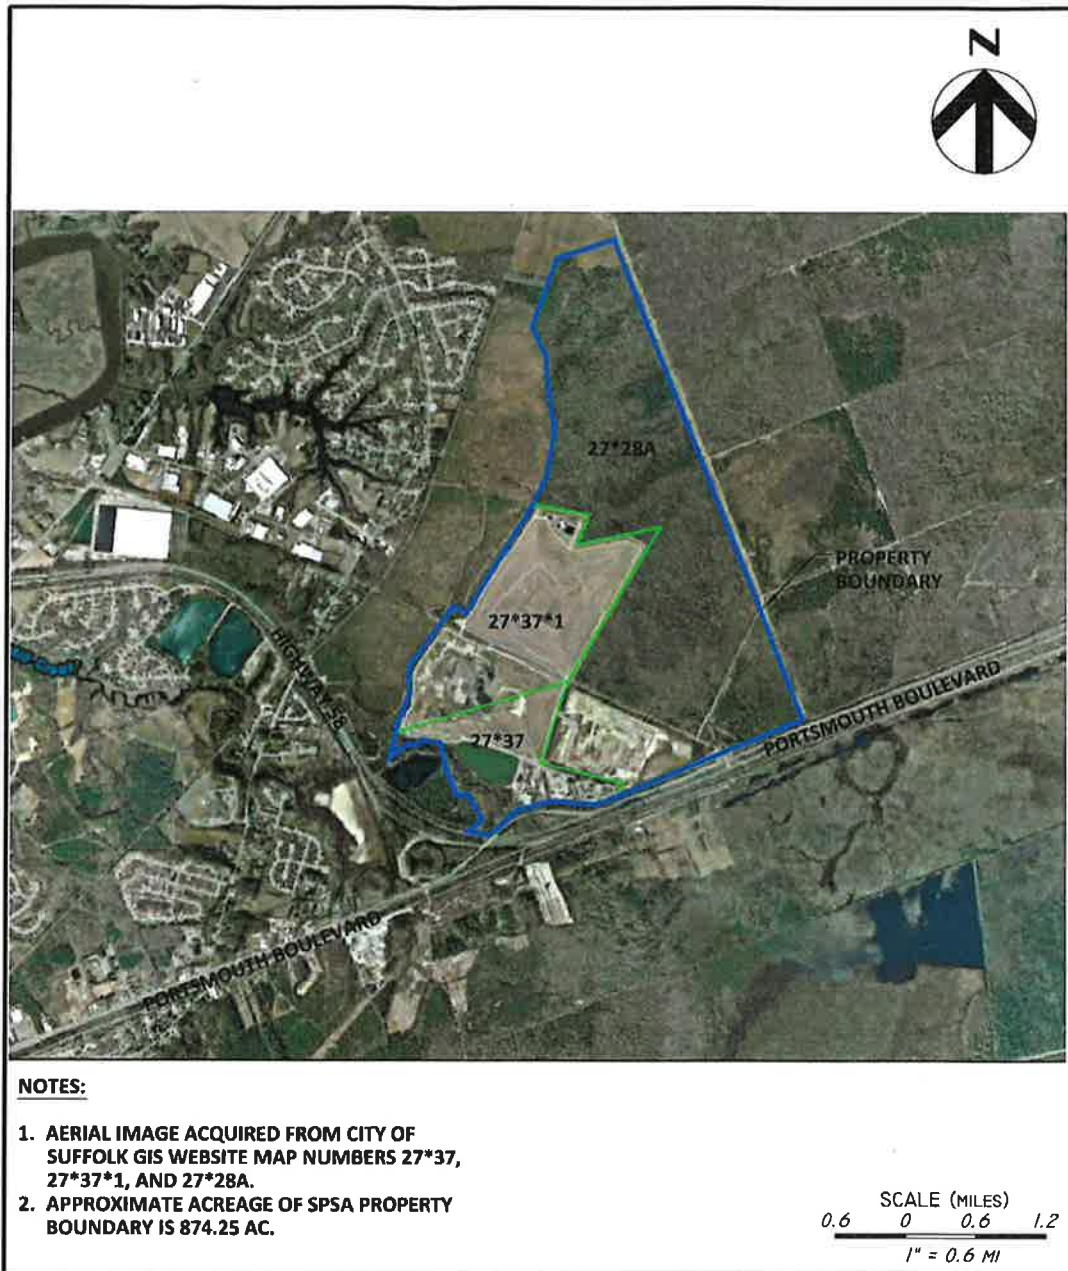 N
27*28A
PROPERTY
BOUNDARY
27*37*1
HIGHWAY 58
27*37
PORTSMOUTH BOULEVARD
PORTSMOUTH BOULEVARD
NOTES:
1. AERIAL IMAGE ACQUIRED FROM CITY OF
SUFFOLK GIS WEBSITE MAP NUMBERS 27*37,
27*37*1, AND 27*28A.
2. APPROXIMATE ACREAGE OF SPSA PROPERTY
BOUNDARY IS 874.25 AC.
SCALE (MILES)
0.6 0 0.6 1.2
1" = 0.6 MI